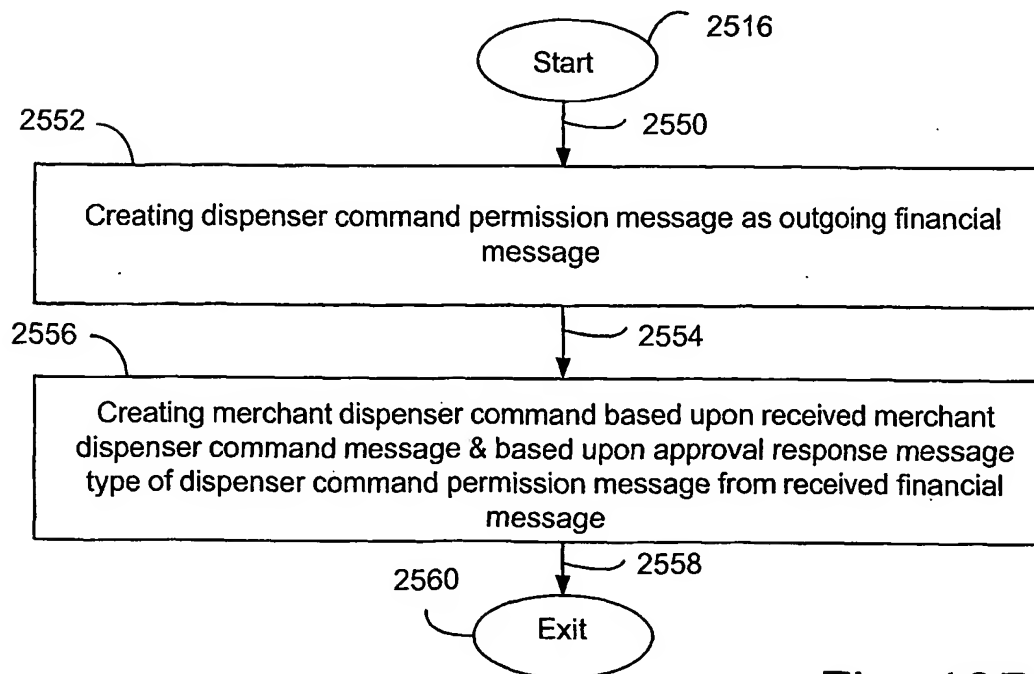 2516
Start
2550
2552
Creating dispenser command permission message as outgoing financial
message
2554
2556
Creating merchant dispenser command based upon received merchant
dispenser command message & based upon approval response message
type of dispenser command permission message from received financial
message
2558
2560
Exit